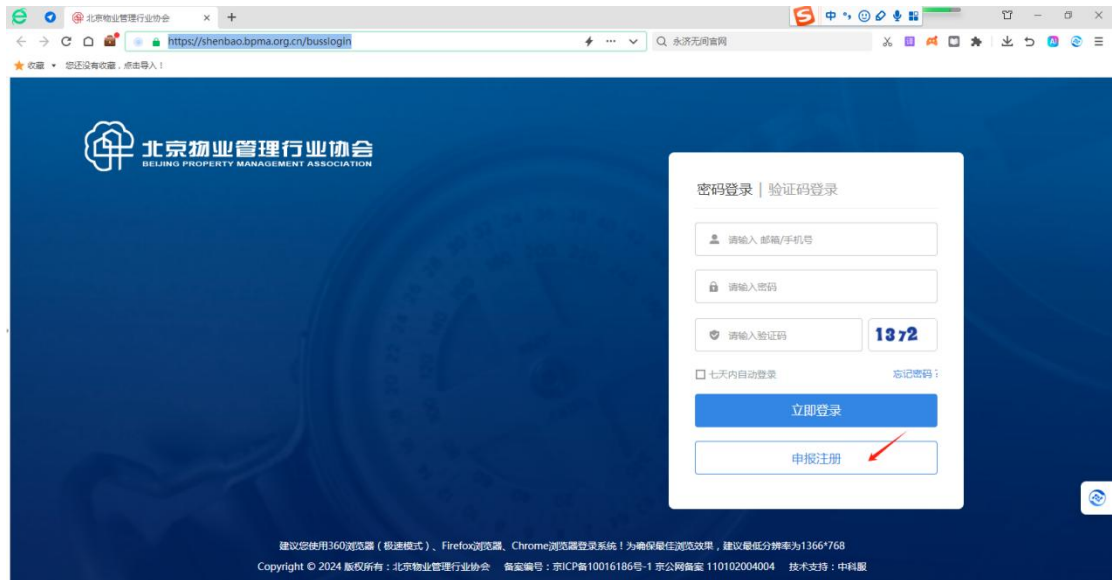 北京物业管理行业协会
https://shenbao.bpma.org.cn/busslogin
永济无间官网
收藏
您还没有收藏，点击导入！
北京物业管理行业协会
BEIJING PROPERTY MANAGEMENT ASSOCIATION
密码登录 | 验证码登录
请输入 邮箱/手机号
请输入密码
请输入验证码
1372
七天内自动登录
忘记密码？
立即登录
申报注册
建议您使用360浏览器（极速模式）、Firefox浏览器、Chrome浏览器登录系统！为确保最佳浏览效果，建议最低分辨率为1366*768
Copyright © 2024 版权所有：北京物业管理行业协会 备案编号：京ICP备10016186号-1 京公网备案 110102004004 技术支持：中科服